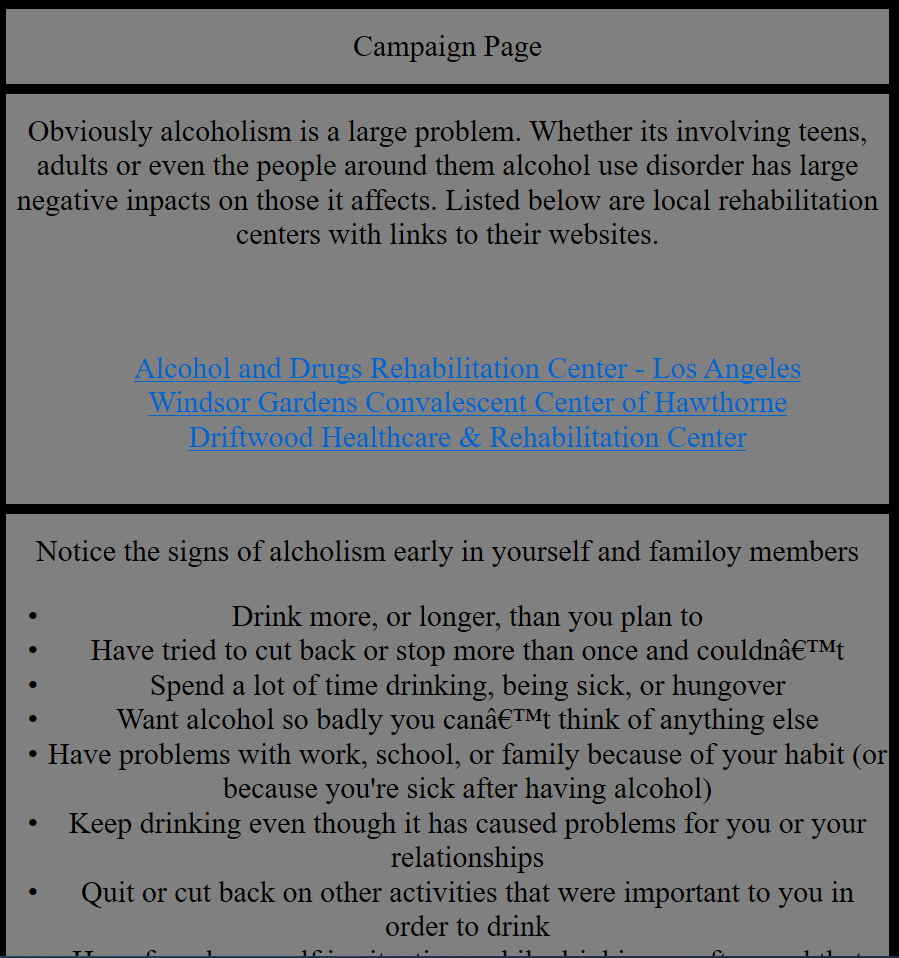 Campaign Page
Obviously alcoholism is a large problem. Whether its involving teens,
adults or even the people around them alcohol use disorder has large
negative inpacts on those it affects. Listed below are local rehabilitation
centers with links to their websites.
Alcohol and Drugs Rehabilitation Center - Los Angeles
Windsor Gardens Convalescent Center of Hawthorne
Driftwood Healthcare & Rehabilitation Center
Notice the signs of alcholism early in yourself and familoy members
• Drink more, or longer, than you plan to
• Have tried to cut back or stop more than once and couldnâ€™t
• Spend a lot of time drinking, being sick, or hungover
• Want alcohol so badly you canâ€™t think of anything else
• Have problems with work, school, or family because of your habit (or
because you're sick after having alcohol)
• Keep drinking even though it has caused problems for you or your
relationships
• Quit or cut back on other activities that were important to you in
order to drink